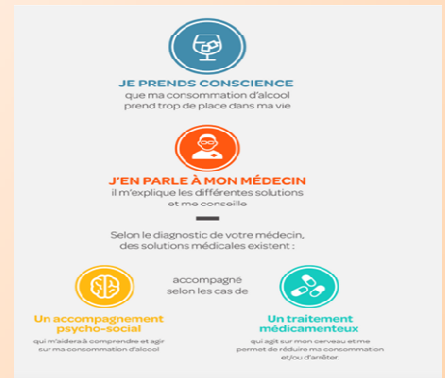 JE PRENDS CONSCIENCE
que ma consommation d'alcool
prend trop de place dans ma vie
J'EN PARLE À MON MÉDECIN
il m'explique les différentes solutions
et me conseille
Selon le diagnostic de votre médecin,
des solutions médicales existent :
accompagné
selon les cas de
Un accompagnement
psycho-social
qui m'aidera à comprendre et agir
sur ma consommation d'alcool
Un traitement
médicamenteux
qui agit sur mon cerveau et me
permet de réduire ma consommation
et/ou d'arrêter